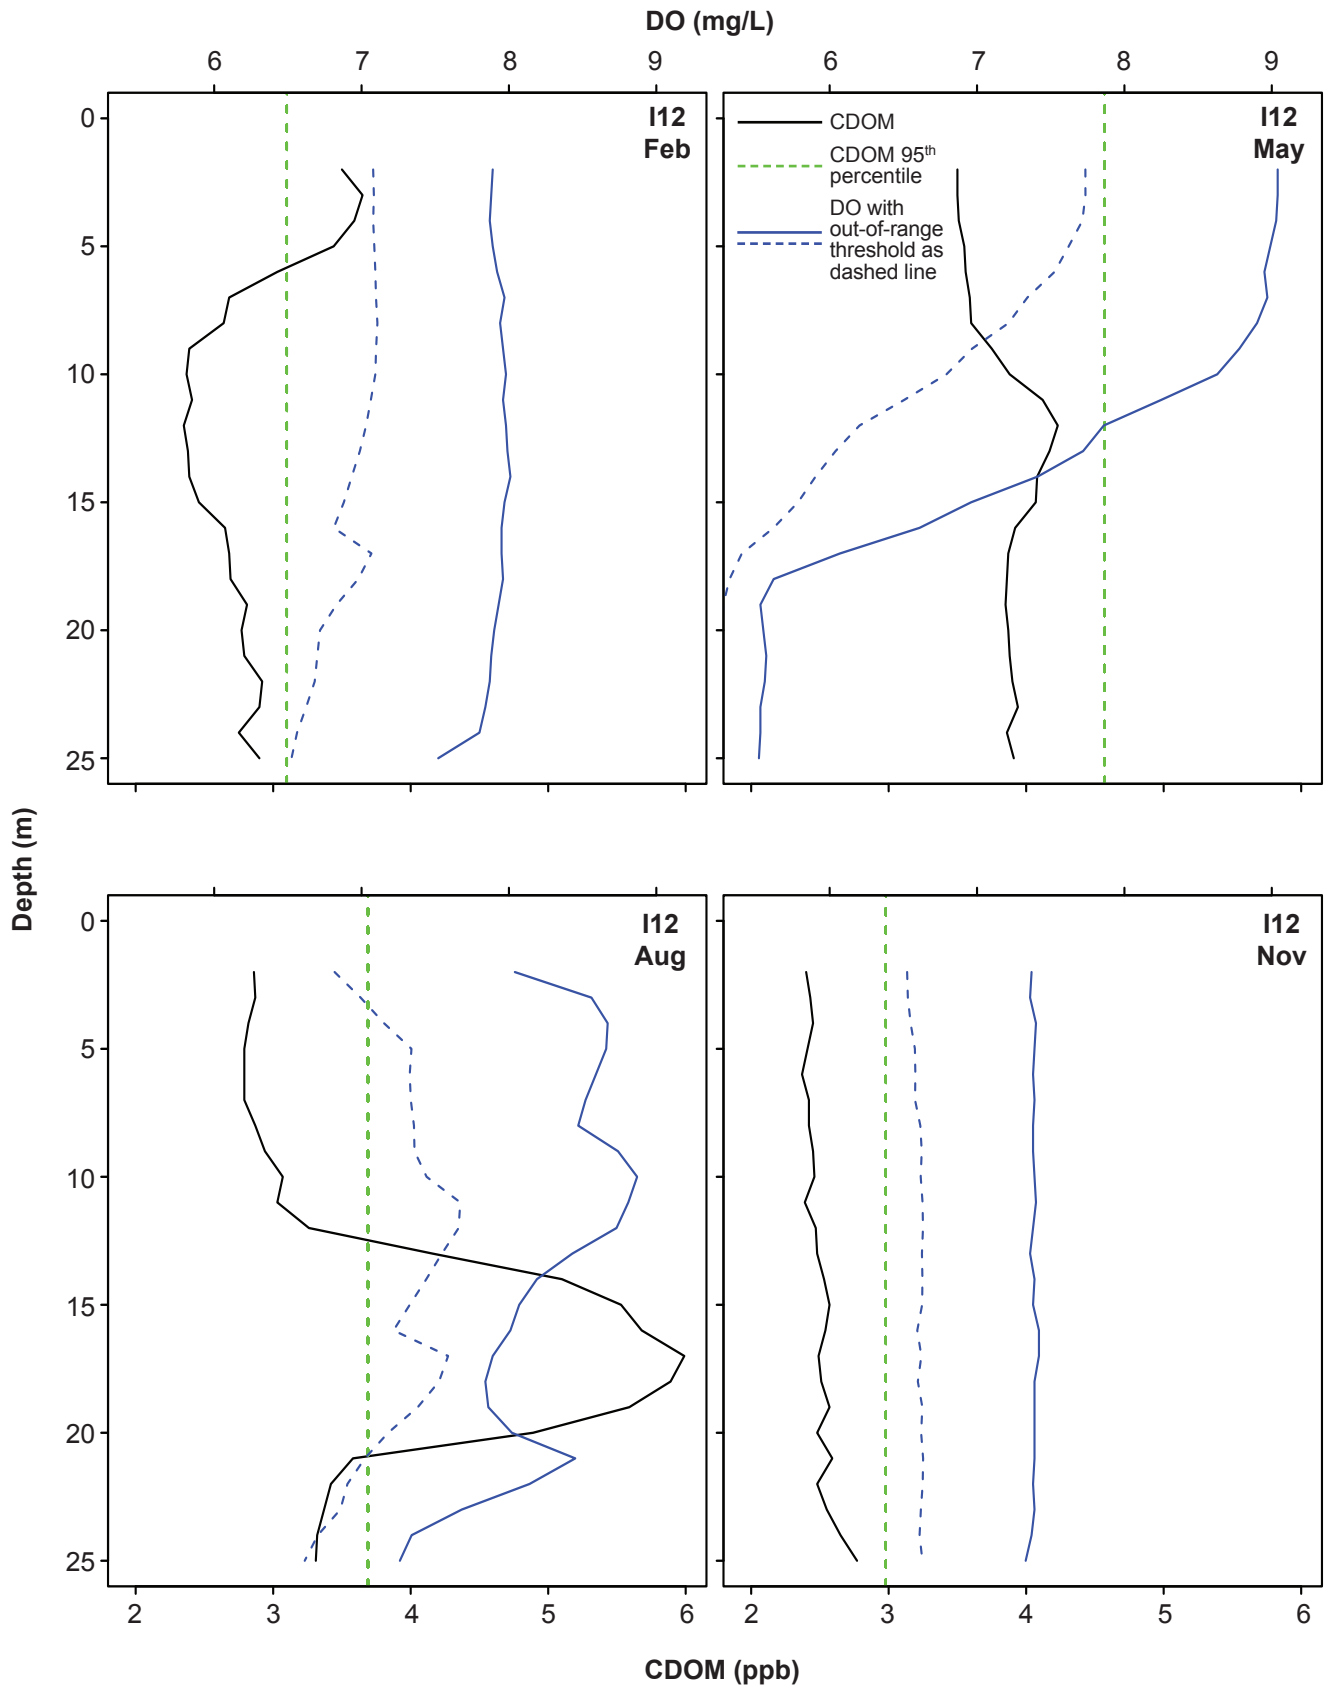 DO (mg/L)
6 7 8 9 6 7 8 9
0
5
10
15
20
25
I12
Feb
CDOM
CDOM 95th
percentile
DO with
out-of-range
threshold as
dashed line
I12
May
Depth (m)
0
5
10
15
20
25
I12
Aug
I12
Nov
2 3 4 5 6 2 3 4 5 6
CDOM (ppb)